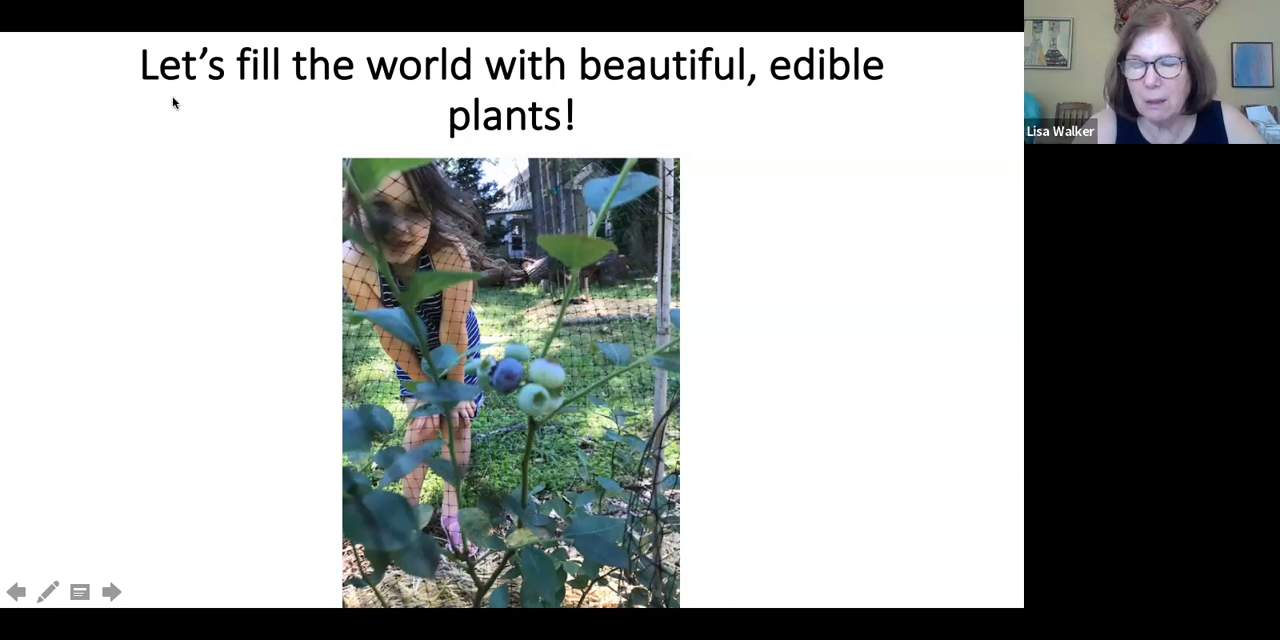 Let’s fill the world with beautiful, edible
plants!
Lisa Walker